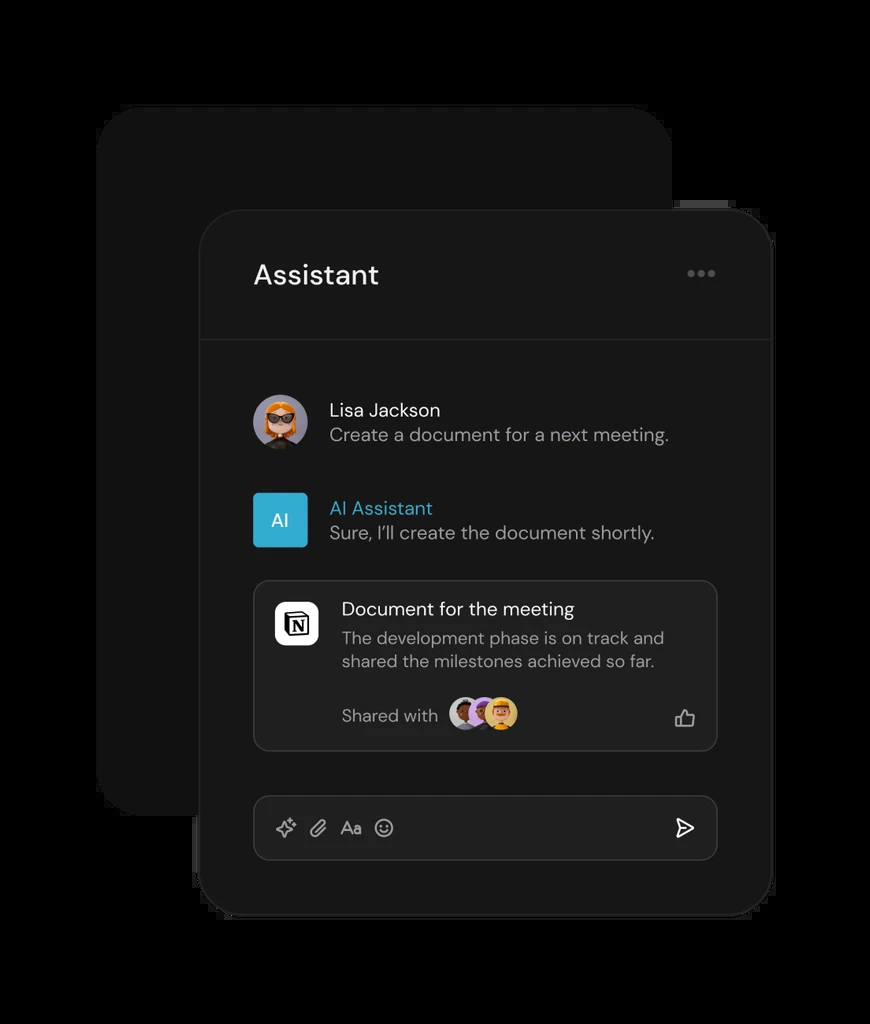 Assistant
Lisa Jackson
Create a document for a next meeting.
AI
AI Assistant
Sure, I’ll create the document shortly.
N
Document for the meeting
The development phase is on track and
shared the milestones achieved so far.
Shared with
Aa